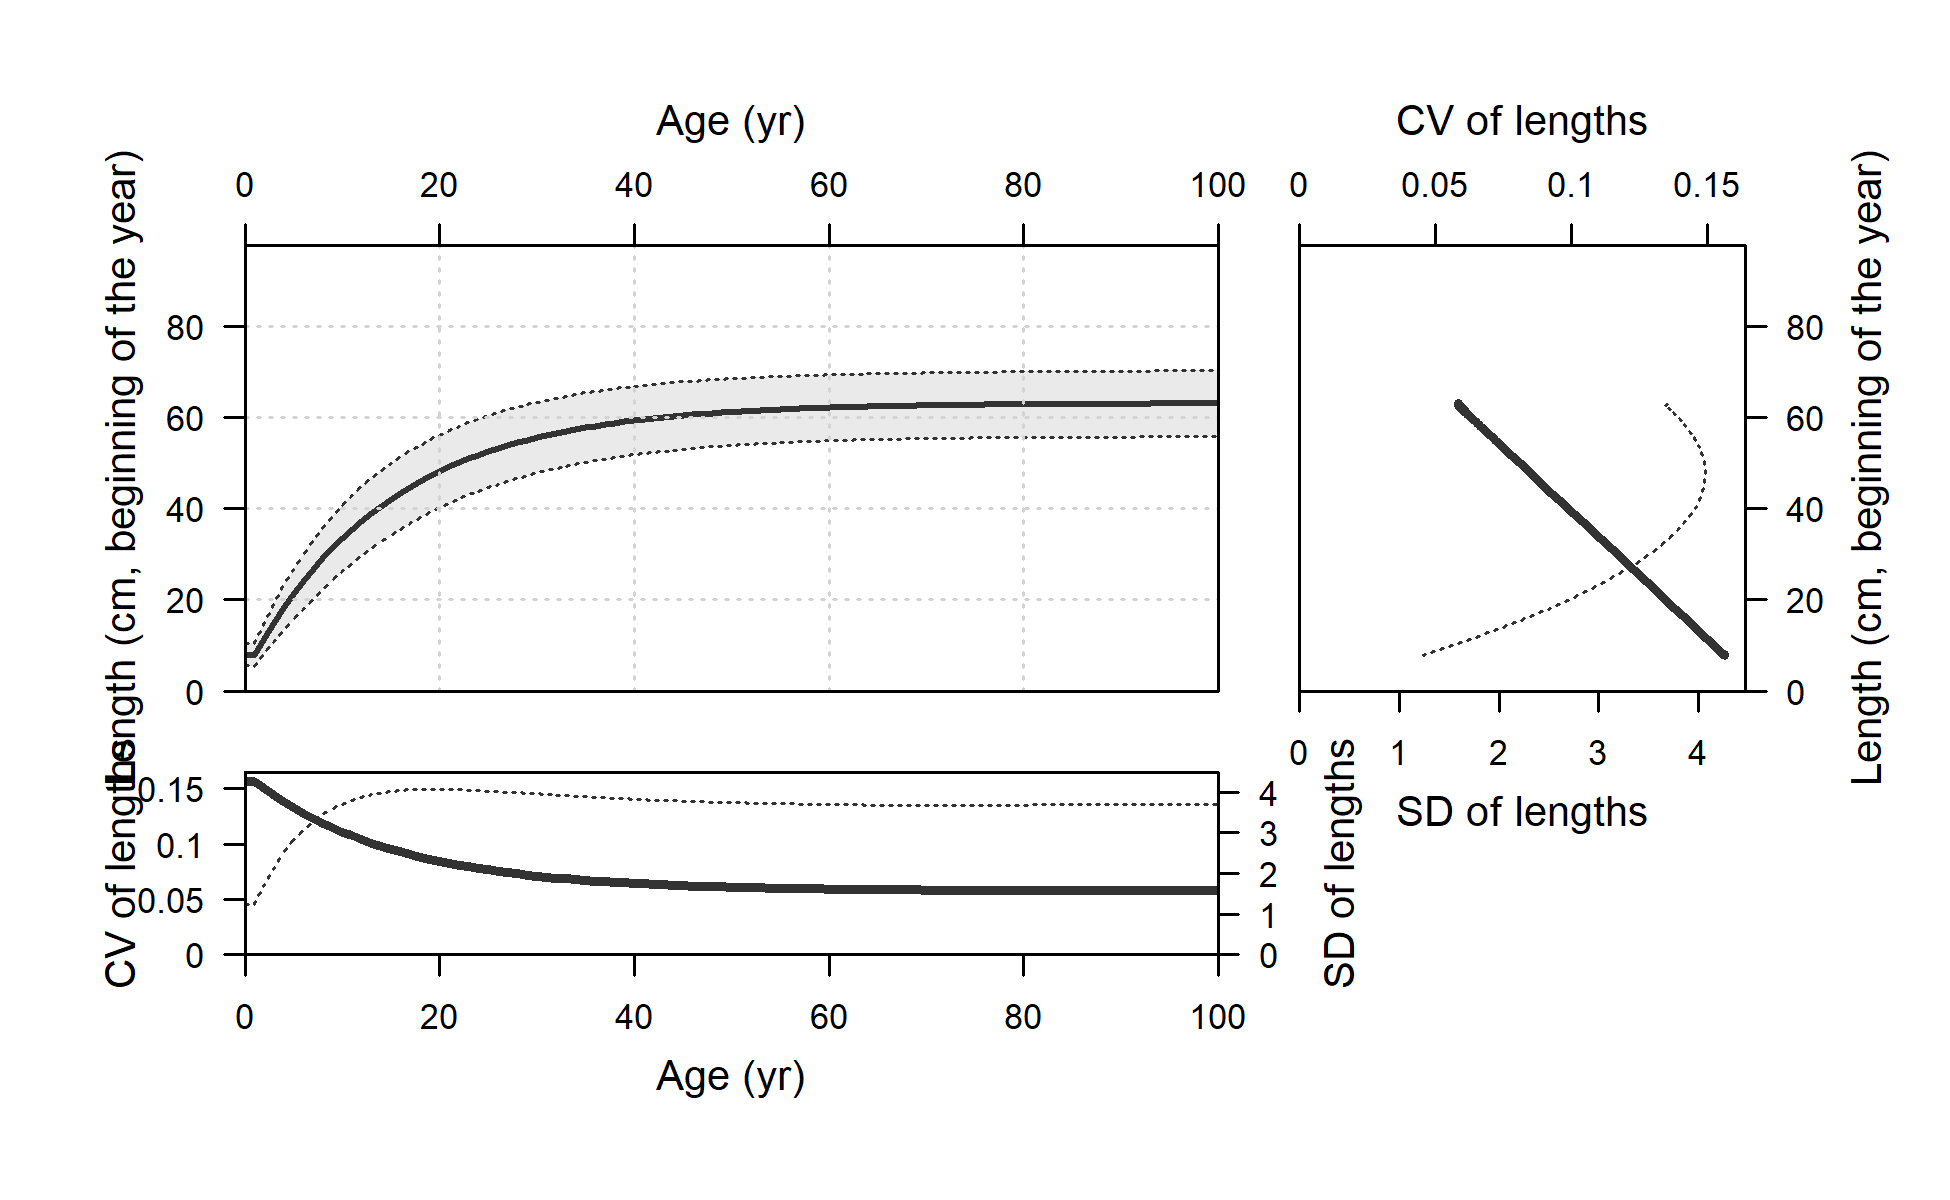 Age (yr)
CV of lengths
0 20 40 60 80 100
0 0.05 0.1 0.15
Length (cm, beginning of the year)
80
60
40
20
0
80
60
40
20
0
Length (cm, beginning of the year)
0 1 2 3 4
SD of lengths
CV of lengths
0.15
0.1
0.05
0
4
3
2
1
0
SD of lengths
0 20 40 60 80 100
Age (yr)